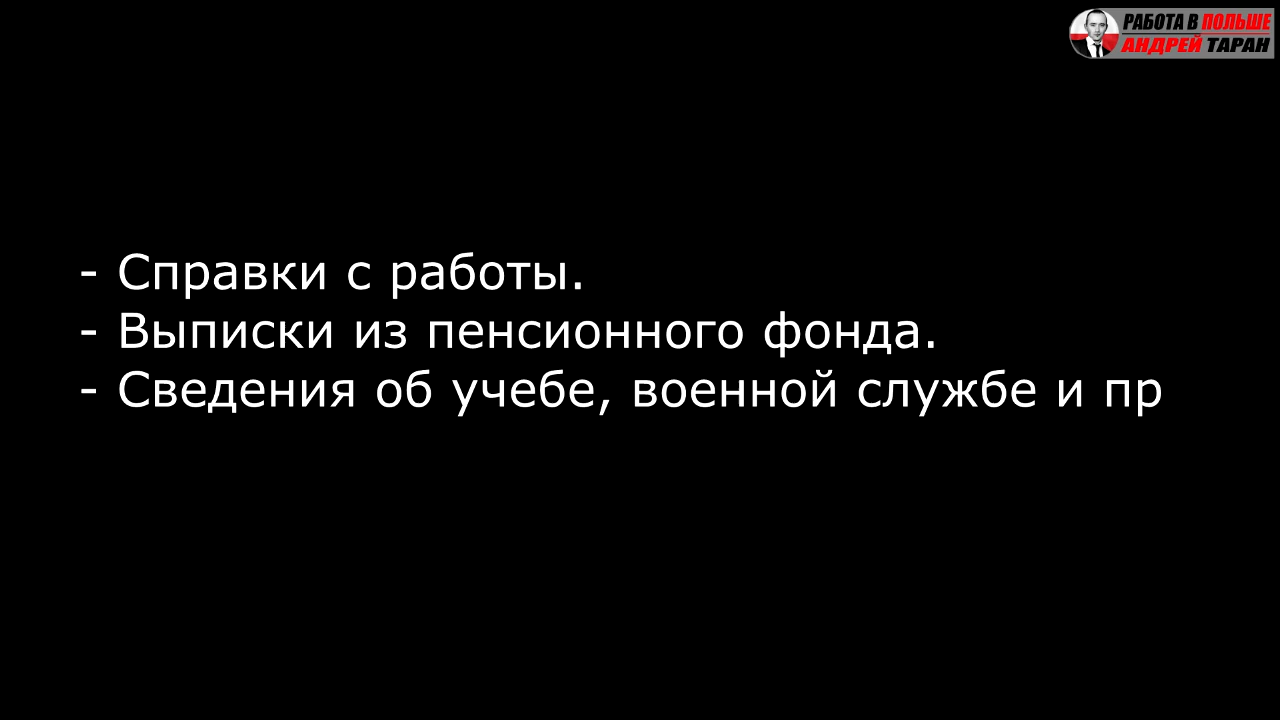 РАБОТА В ПОЛЬШЕ
АНДРЕЙ ТАРАН
- Справки с работы.
- Выписки из пенсионного фонда.
- Сведения об учебе, военной службе и пр